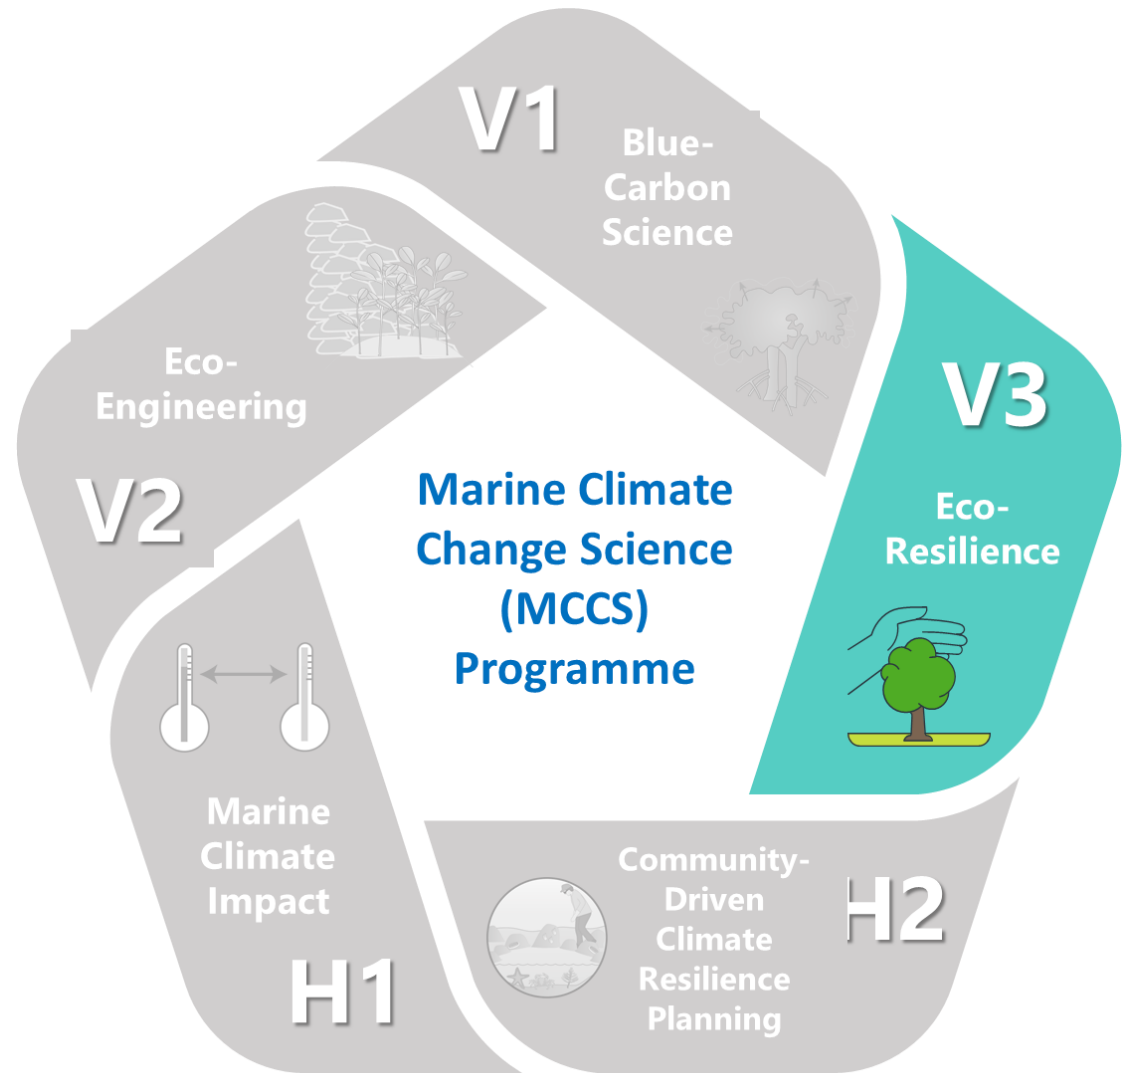 V1
Blue-
Carbon
Science
Eco-
Engineering
V2
V3
Eco-
Resilience
Marine Climate
Change Science
(MCCS)
Programme
Marine
Climate
Impact
H1
Community-
Driven
Climate
Resilience
Planning
H2